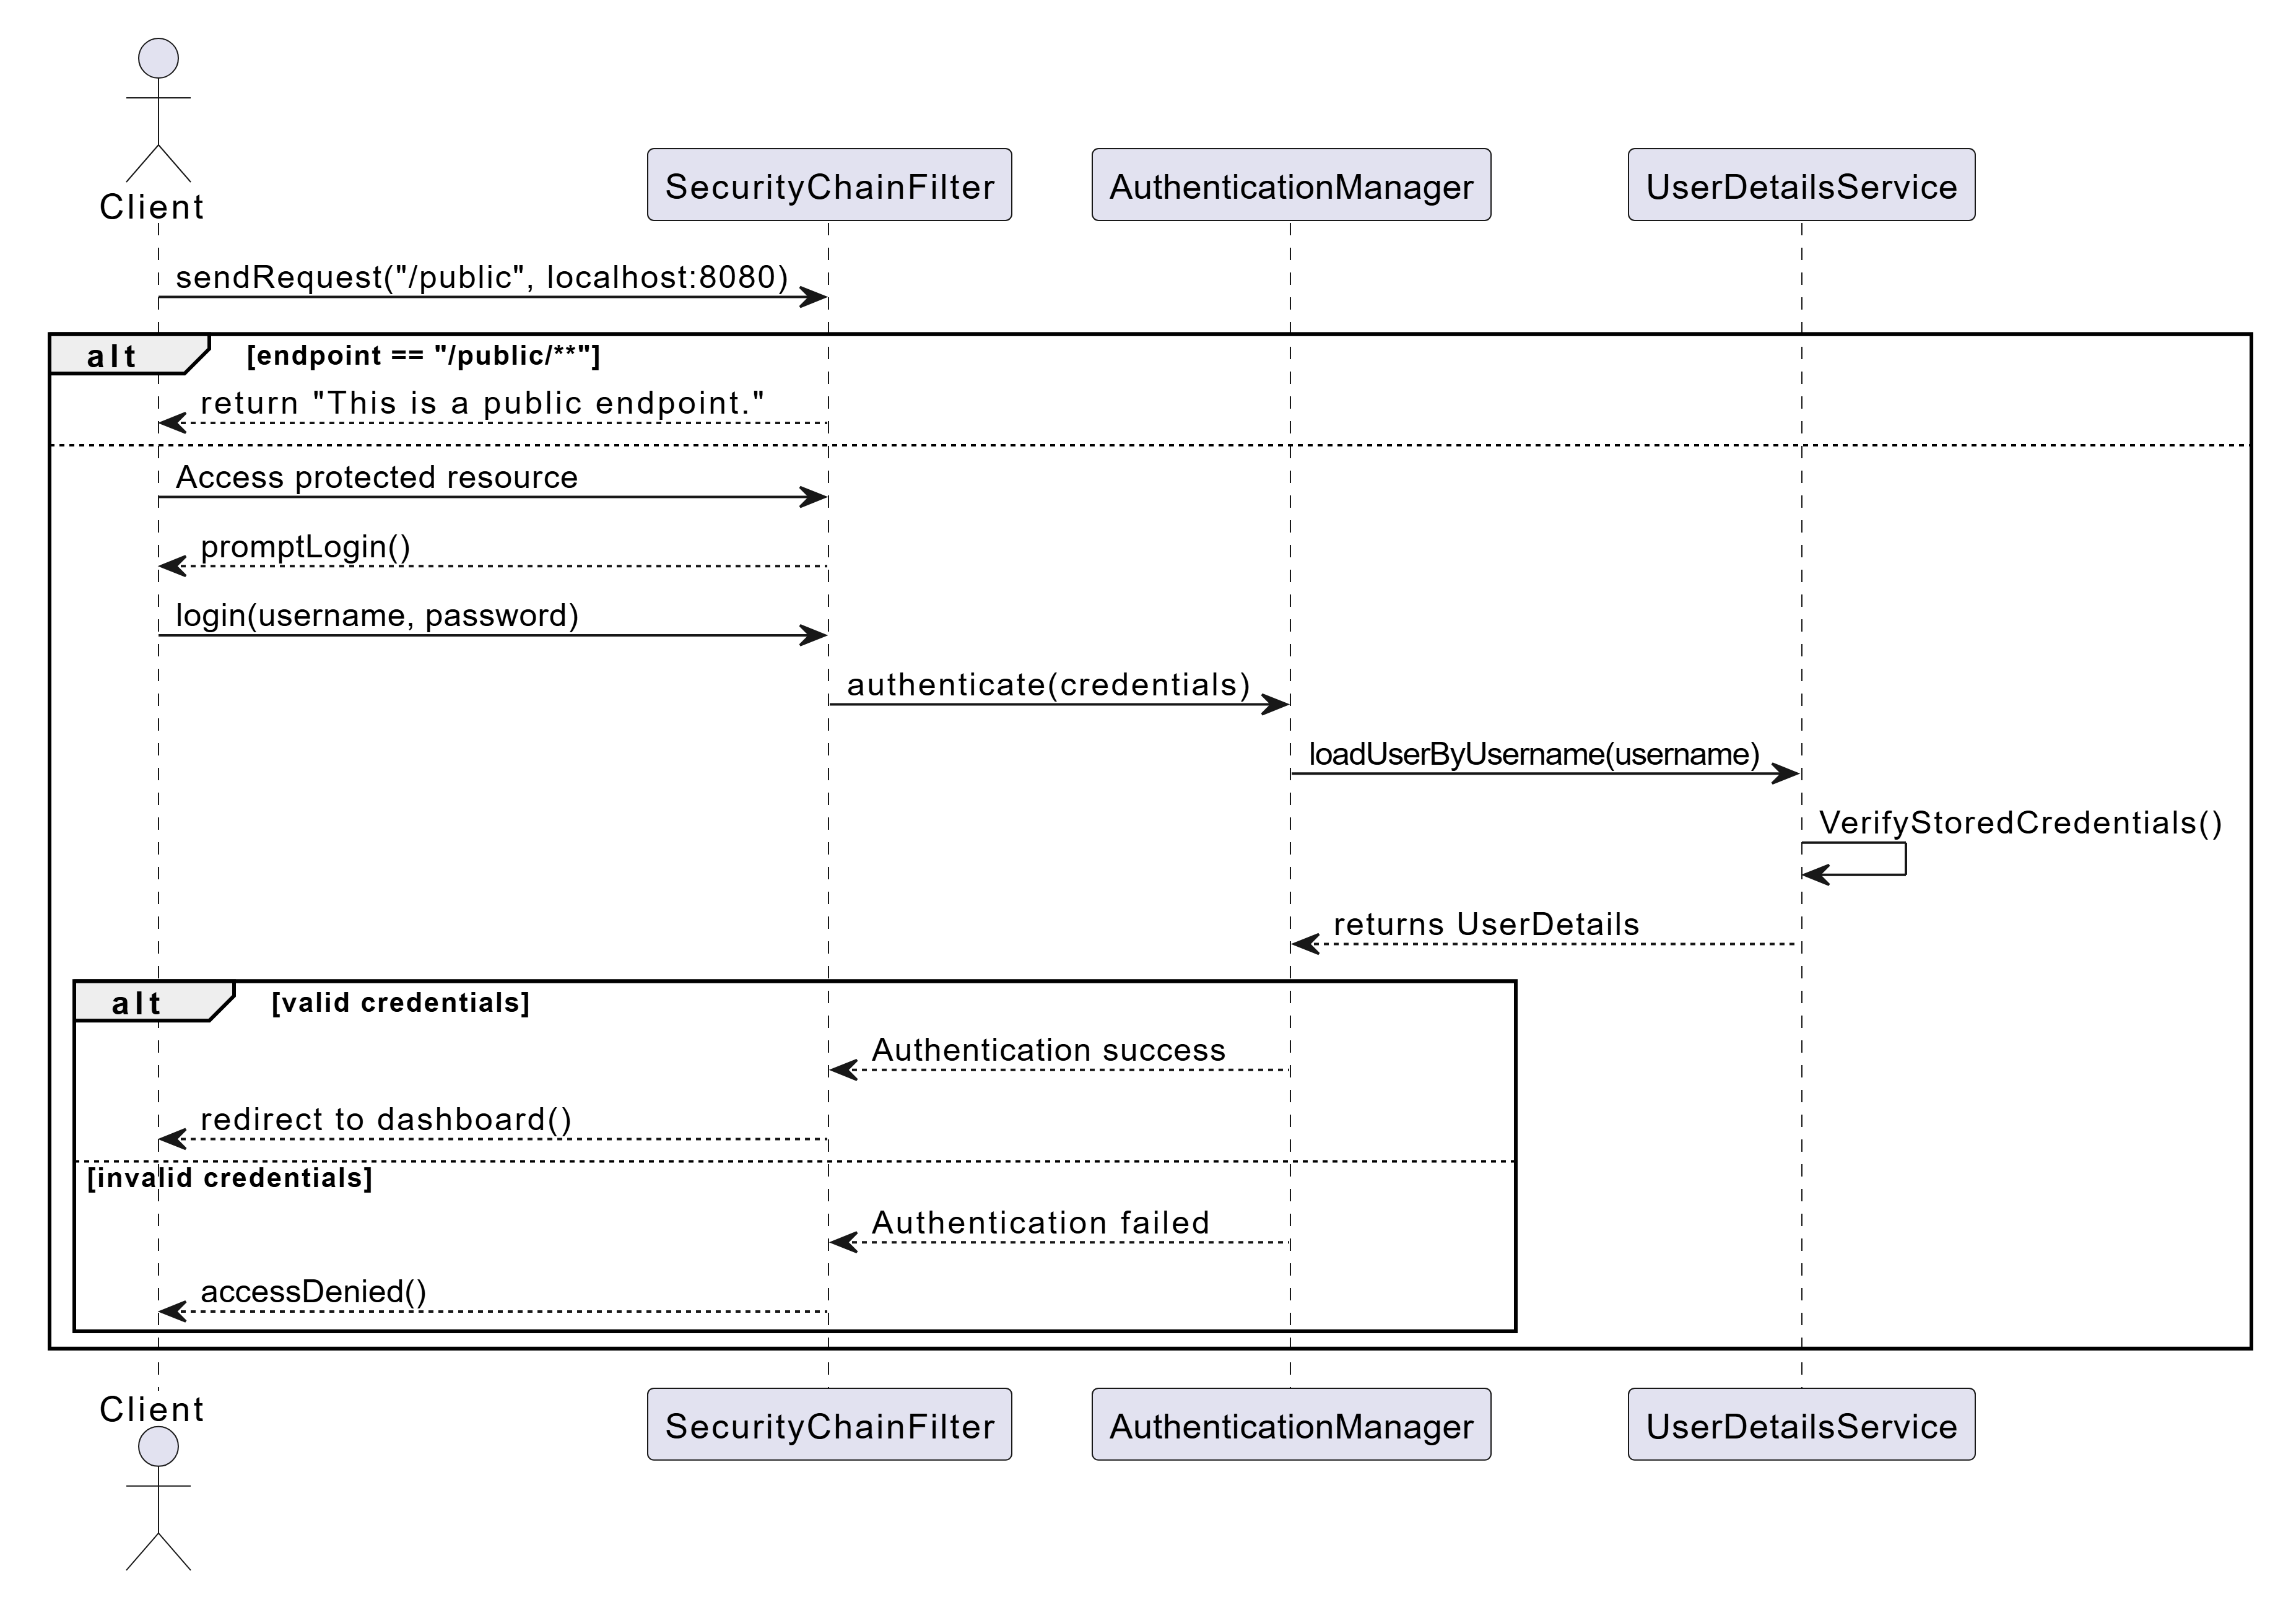 Client
SecurityChainFilter
AuthenticationManager
UserDetailsService
sendRequest("/public", localhost:8080)
alt
[endpoint == "/public/**"]
return "This is a public endpoint."
Access protected resource
promptLogin()
login(username, password)
authenticate(credentials)
loadUserByUsername(username)
VerifyStoredCredentials()
returns UserDetails
alt
[valid credentials]
Authentication success
redirect to dashboard()
[invalid credentials]
Authentication failed
accessDenied()
Client
SecurityChainFilter
AuthenticationManager
UserDetailsService